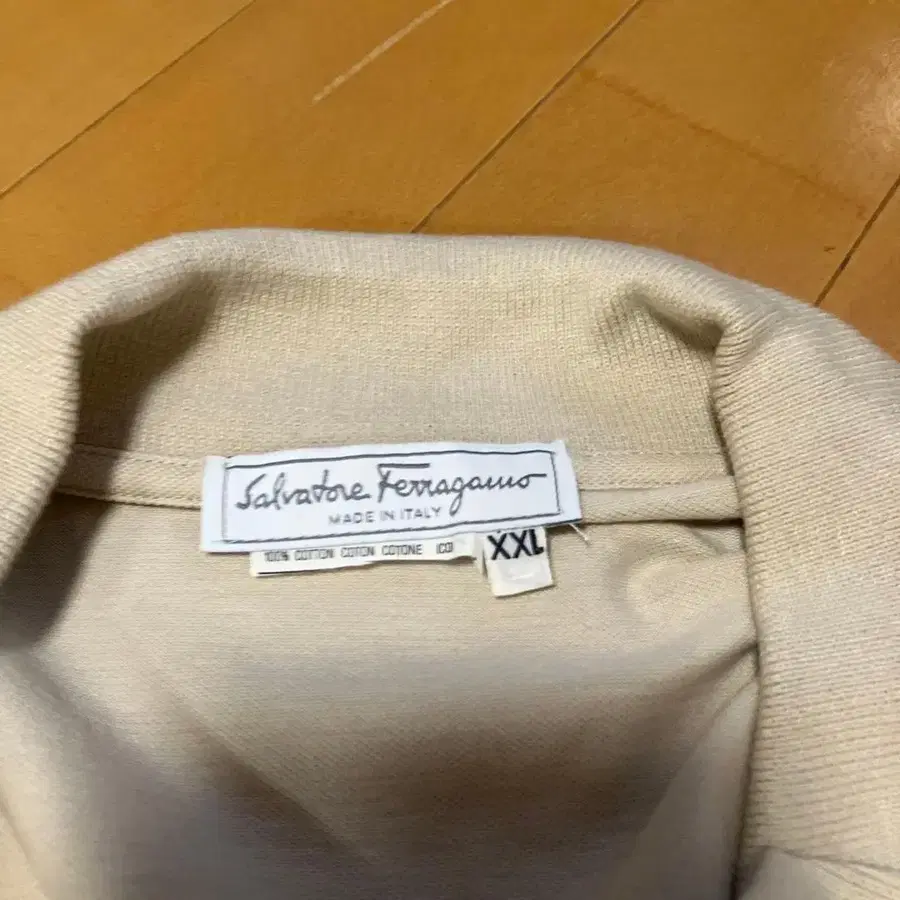 Salvatore Ferragamo
MADE IN ITALY
100% COTTON COTON COTONE
XXL